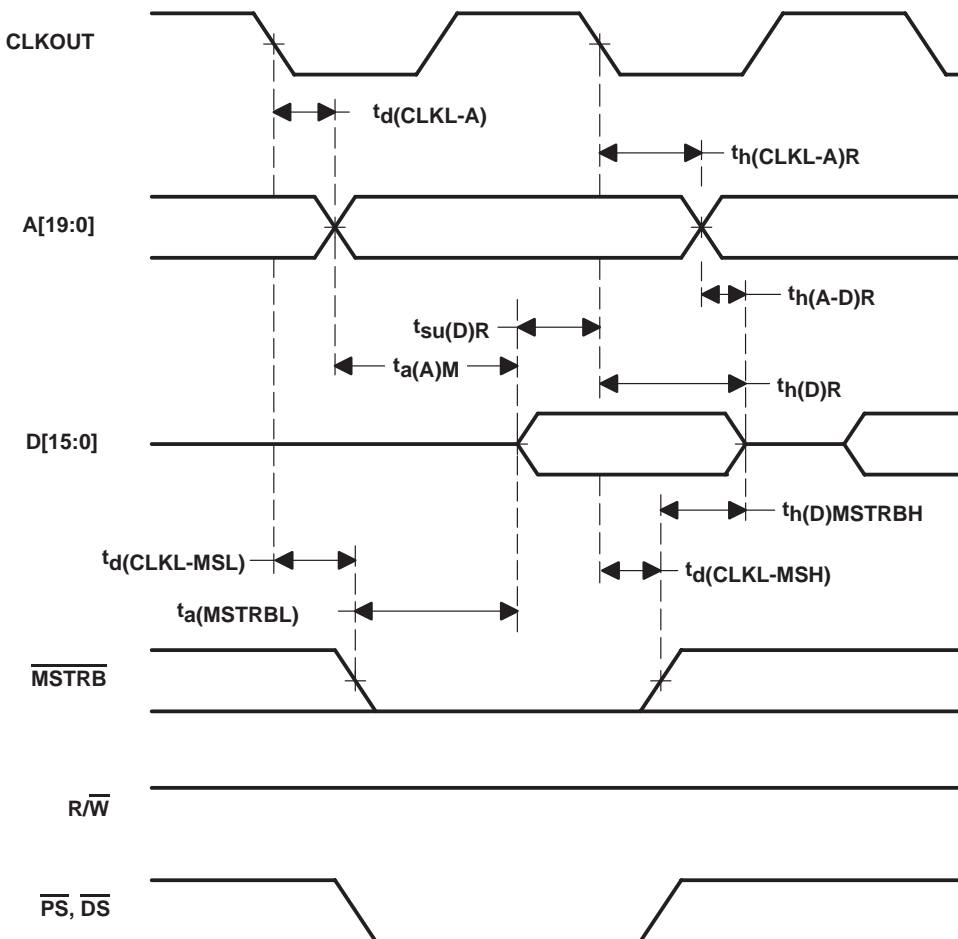 CLKOUT
td(CLKL-A)
th(CLKL-A)R
A[19:0]
th(A-D)R
tsu(D)R
ta(A)M
th(D)R
D[15:0]
th(D)MSTRBH
td(CLKL-MSL)
td(CLKL-MSH)
ta(MSTRBL)
MSTRB
R/W
PS, DS